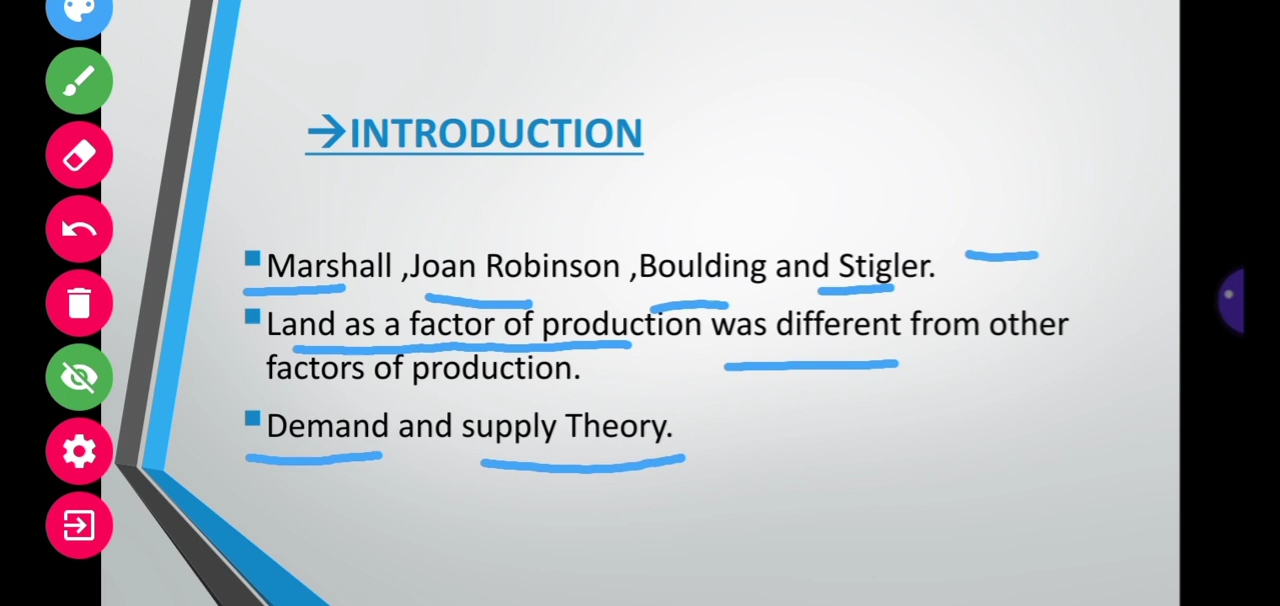 →INTRODUCTION
Marshall ,Joan Robinson ,Boulding and Stigler.
Land as a factor of production was different from other
factors of production.
Demand and supply Theory.